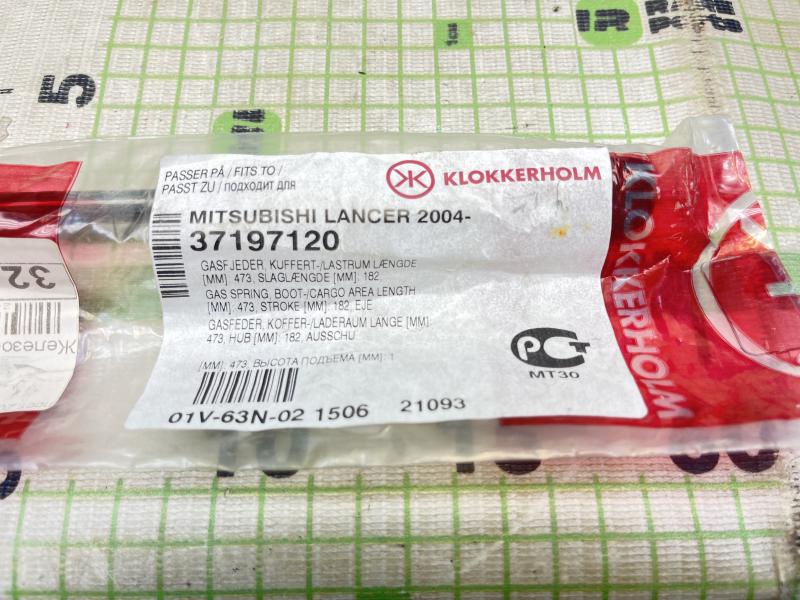 5
PASSER PÅ / FITS TO /
PASST ZU / ПОДХОДИТ ДЛЯ
KLOKKERHOLM
MITSUBISHI LANCER 2004-
37197120
GASFJEDER, KUFFERT-/LASTRUM LÆNGDE
[MM]: 473, SLAGLÆNGDE [MM]: 182
GAS SPRING, BOOT-/CARGO AREA LENGTH
[MM]: 473, STROKE [MM]: 182, EJE
GASFEDER, KOFFER-/LADERAUM LÄNGE [MM]:
473, HUB [MM]: 182, AUSSCHU
[MM]: 473, ВЫСОТА ПОДЪЕМА [MM]: 1
МТ30
01V-63N-02 1506 21093
KLOKKERHOLM
32
Железо